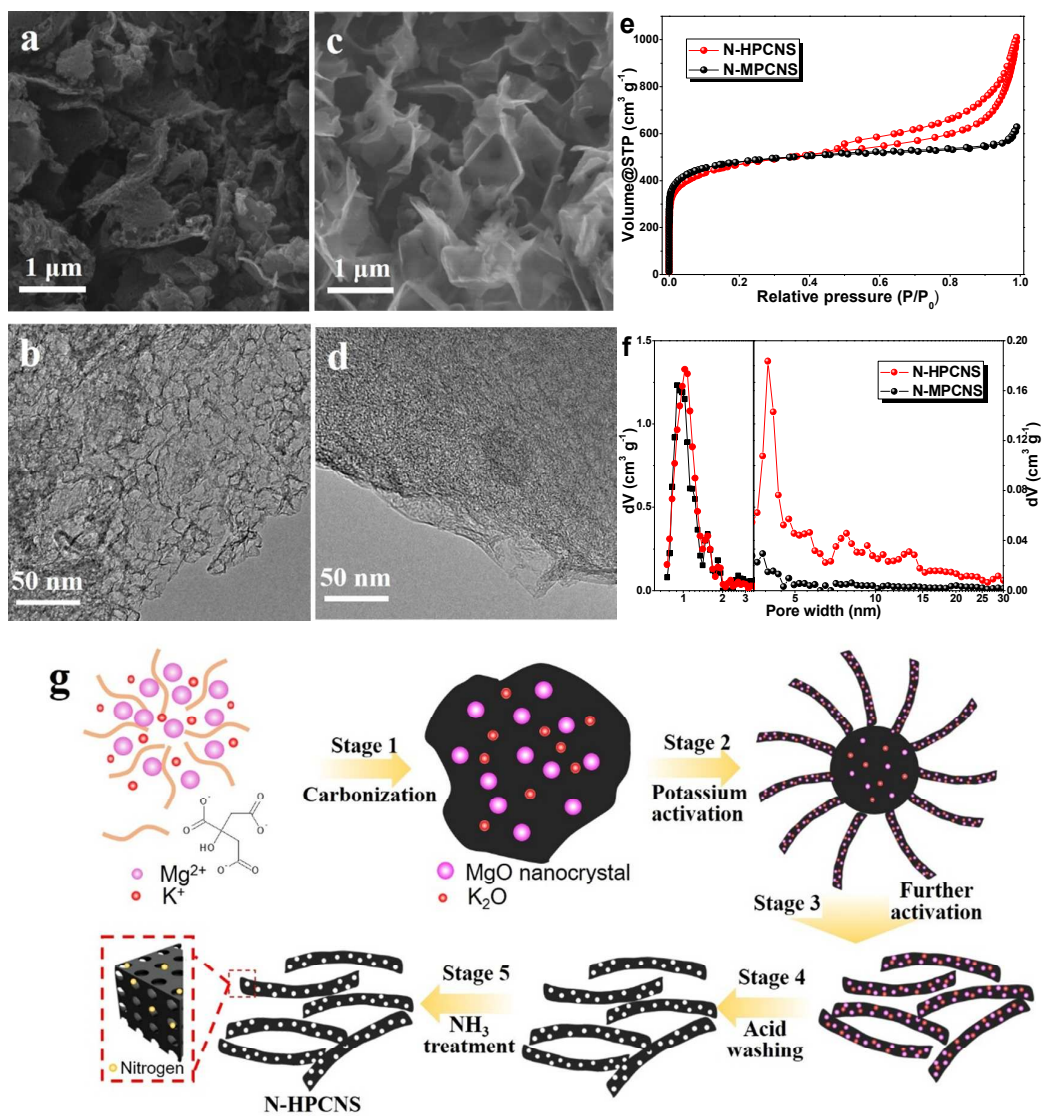 a
1 μm
c
1 μm
b
50 nm
d
50 nm
e
N-HPCNS
N-MPCNS
Volume@STP (cm³ g⁻¹)
1000
800
600
400
200
0
0.0 0.2 0.4 0.6 0.8 1.0
Relative pressure (P/P₀)
f
N-HPCNS
N-MPCNS
dV (cm³ g⁻¹)
1.5
1.0
0.5
0.0
0.20
0.16
0.12
0.08
0.04
0.00
dV (cm³ g⁻¹)
1 2 3 5 10 15 20 25 30
Pore width (nm)
g
Stage 1
Carbonization
Stage 2
Potassium
activation
O⁻
O
O
O⁻
O
HO
O⁻
O
Mg²⁺
K⁺
MgO nanocrystal
K₂O
Stage 3
Further
activation
Stage 4
Acid
washing
Stage 5
NH₃
treatment
Nitrogen
N-HPCNS